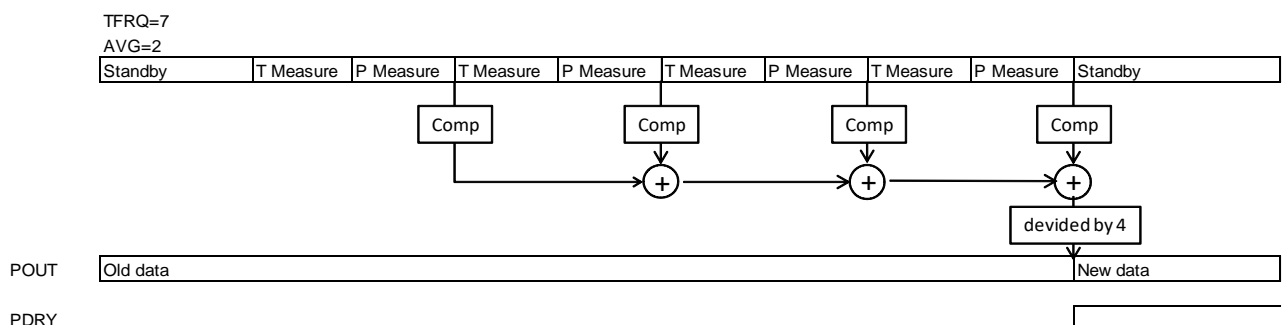 TFRQ=7
AVG=2
Standby T Measure P Measure T Measure P Measure T Measure P Measure T Measure P Measure Standby
Comp Comp Comp Comp
+ + +
devided by 4
POUT Old data New data
PDRY